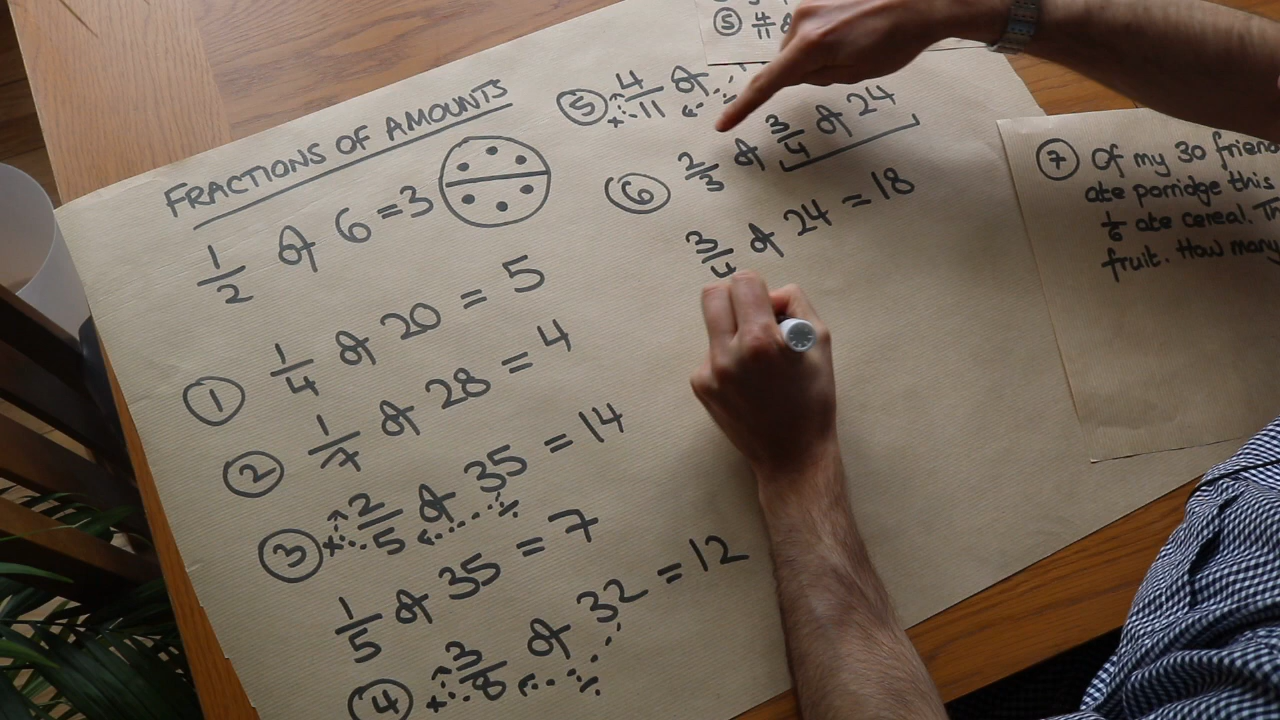 FRACTIONS OF AMOUNTS
1/2 of 6 = 3
① 1/4 of 20 = 5
② 1/7 of 28 = 4
③ 2/5 of 35 = 14
1/5 of 35 = 7
④ 3/8 of 32 = 12
⑤ 4/11
⑤ 4/11 of
⑥ 2/3 of 3/4 of 24
3/4 of 24 = 18
⑦ Of my 30
ate porridge this
1/6 ate cereal.
fruit. How many